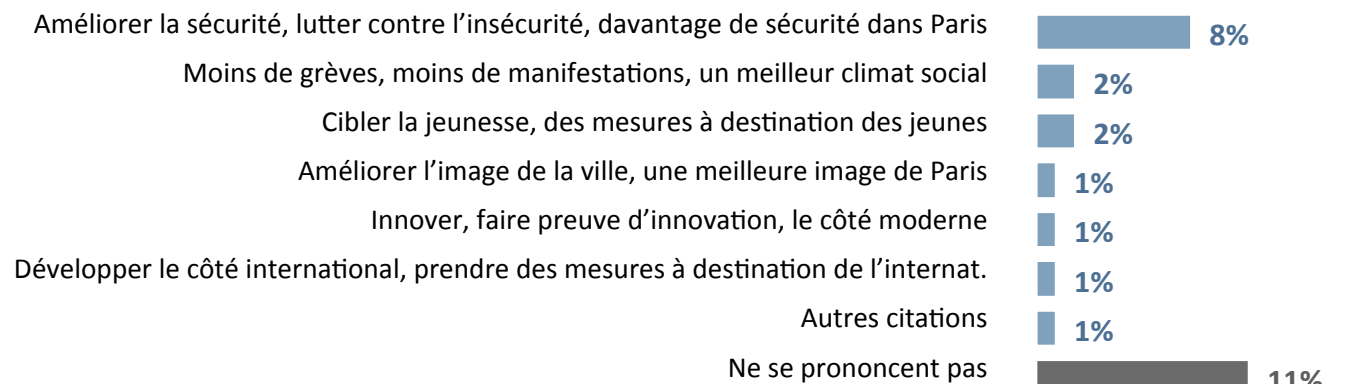 Améliorer la sécurité, lutter contre l’insécurité, davantage de sécurité dans Paris 8%
Moins de grèves, moins de manifestations, un meilleur climat social 2%
Cibler la jeunesse, des mesures à destination des jeunes 2%
Améliorer l’image de la ville, une meilleure image de Paris 1%
Innover, faire preuve d’innovation, le côté moderne 1%
Développer le côté international, prendre des mesures à destination de l’internat. 1%
Autres citations 1%
Ne se prononcent pas 11%